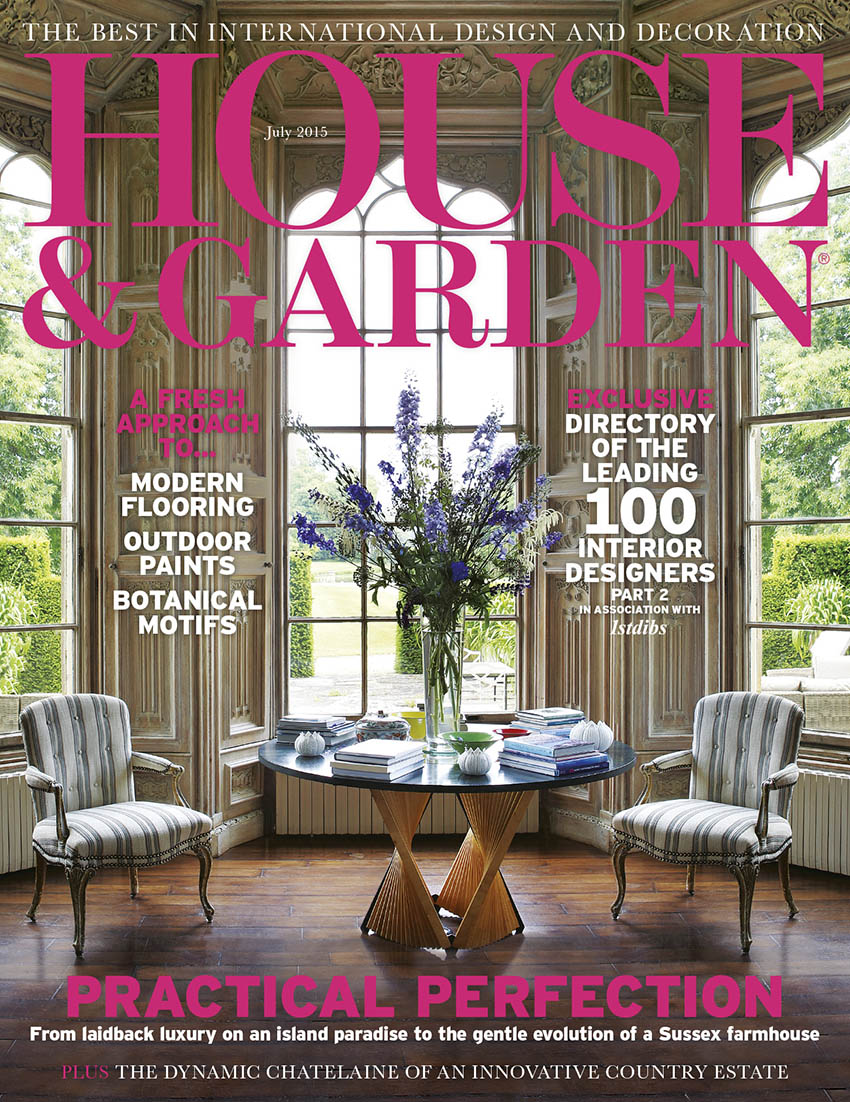 THE BEST IN INTERNATIONAL DESIGN AND DECORATION
HOUSE
July 2015
& GARDEN®
A FRESH
APPROACH
TO...
MODERN
FLOORING
OUTDOOR
PAINTS
BOTANICAL
MOTIFS
EXCLUSIVE
DIRECTORY
OF THE
LEADING
100
INTERIOR
DESIGNERS
PART 2
IN ASSOCIATION WITH
1stdibs
PRACTICAL PERFECTION
From laidback luxury on an island paradise to the gentle evolution of a Sussex farmhouse
PLUS THE DYNAMIC CHATELAINE OF AN INNOVATIVE COUNTRY ESTATE